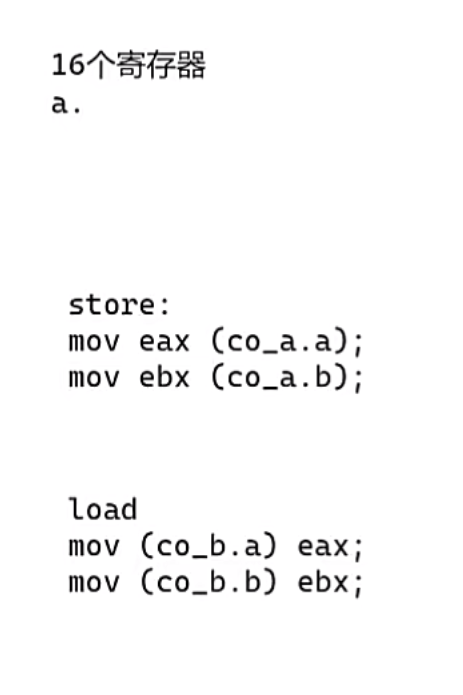 16个寄存器
a.
store:
mov eax (co_a.a);
mov ebx (co_a.b);
load
mov (co_b.a) eax;
mov (co_b.b) ebx;